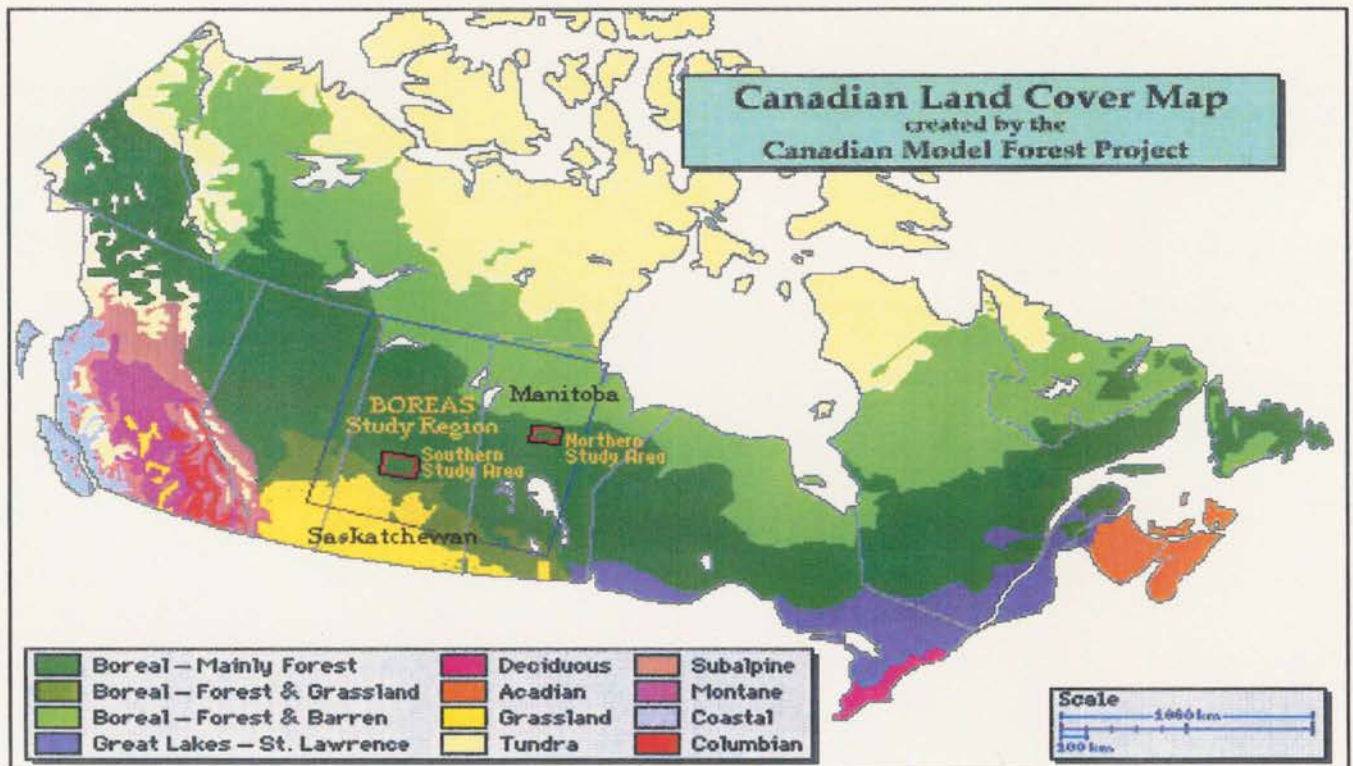 Canadian Land Cover Map
created by the
Canadian Model Forest Project
Manitoba
BOREAS
Study Region
Northern
Study Area
Southern
Study Area
Saskatchewan
Boreal – Mainly Forest
Boreal – Forest & Grassland
Boreal – Forest & Barren
Great Lakes – St. Lawrence
Deciduous
Acadian
Grassland
Tundra
Subalpine
Montane
Coastal
Columbian
Scale
1000 km
100 km